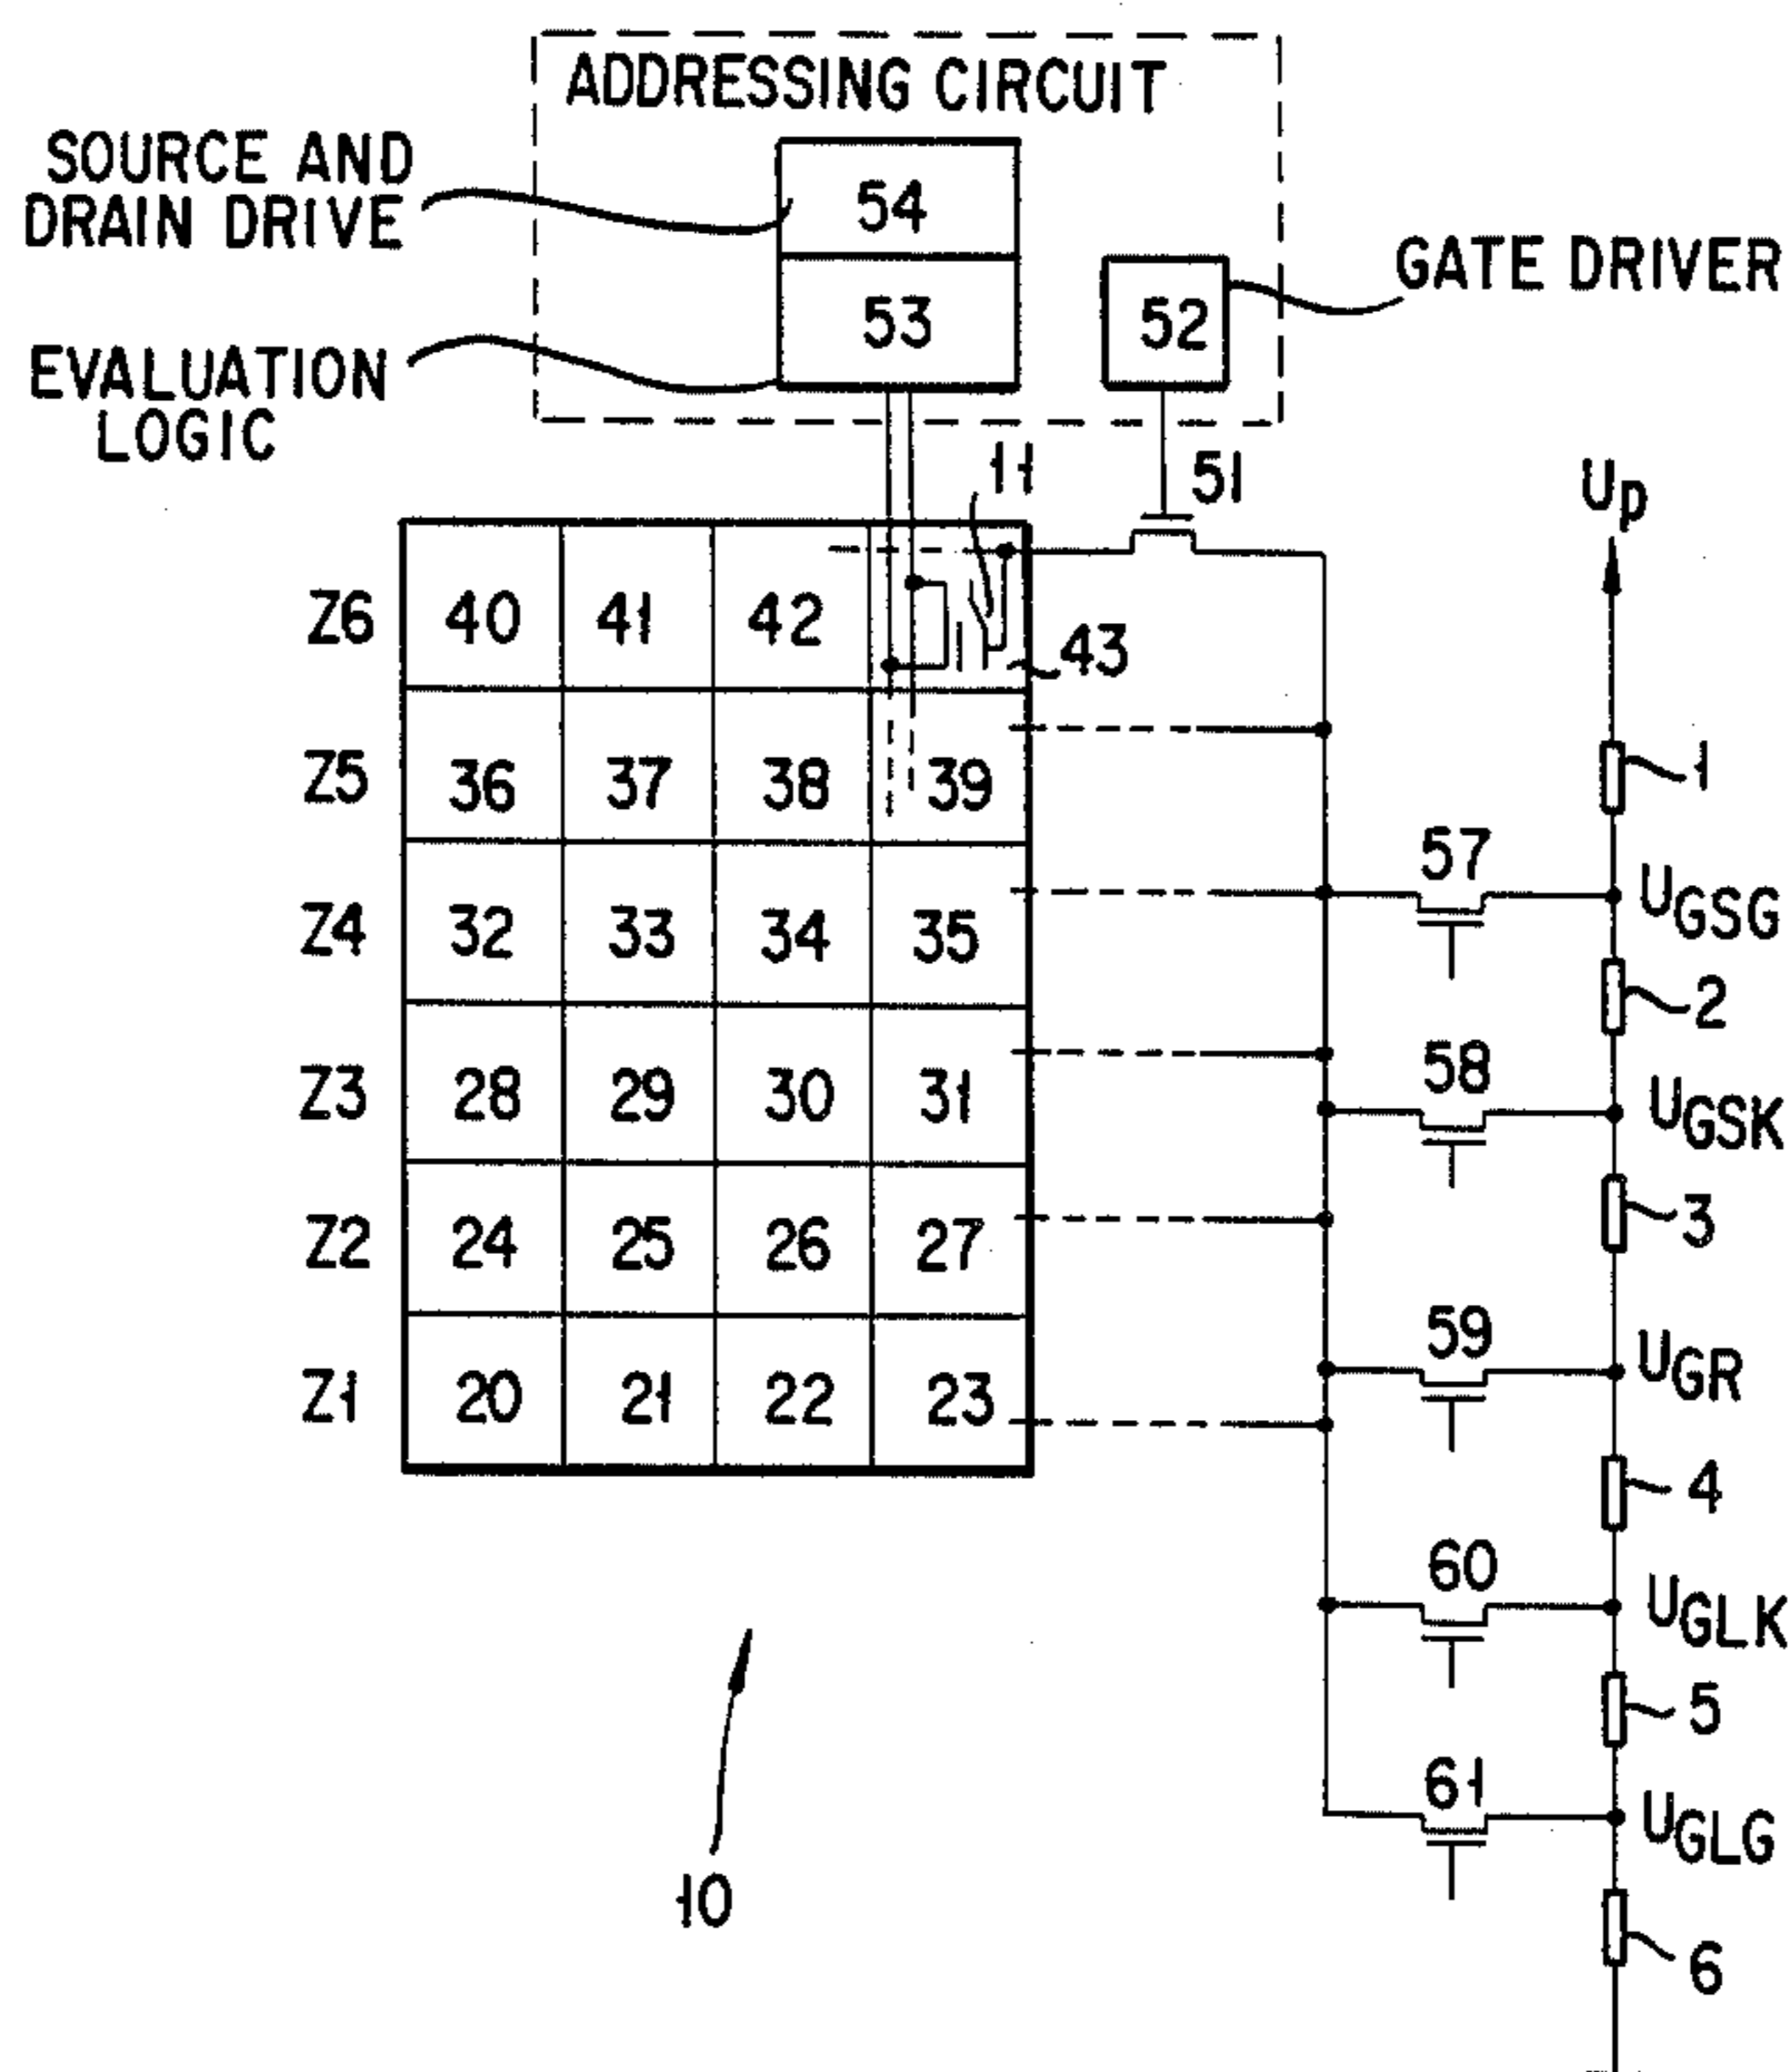 ADDRESSING CIRCUIT
SOURCE AND
DRAIN DRIVE
54
53
52
GATE DRIVER
EVALUATION
LOGIC
11
51
Up
Z6 40 41 42 43
Z5 36 37 38 39
1
57
UGSG
Z4 32 33 34 35
2
58
UGSK
Z3 28 29 30 31
3
Z2 24 25 26 27
59
UGR
Z1 20 21 22 23
4
60
UGLK
5
61
UGLG
10
6